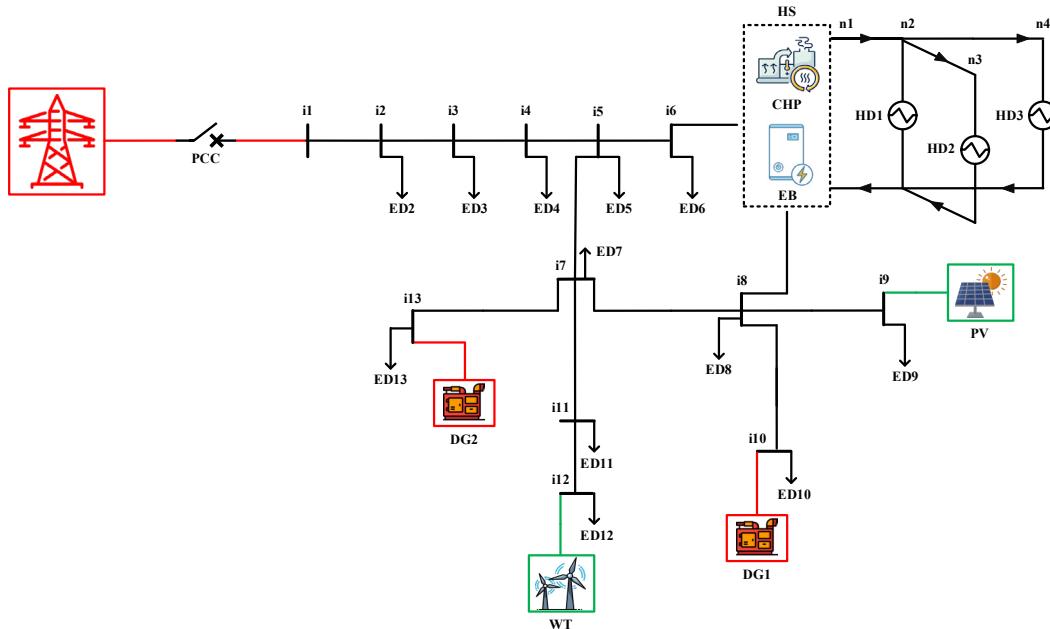 HS
n1
n2
n4
n3
CHP
HD1
HD3
HD2
EB
i1
i2
i3
i4
i5
i6
PCC
ED2
ED3
ED4
ED5
ED6
ED7
i7
i8
i9
i13
PV
ED13
ED8
ED9
DG2
i11
i10
ED11
ED10
i12
ED12
DG1
WT